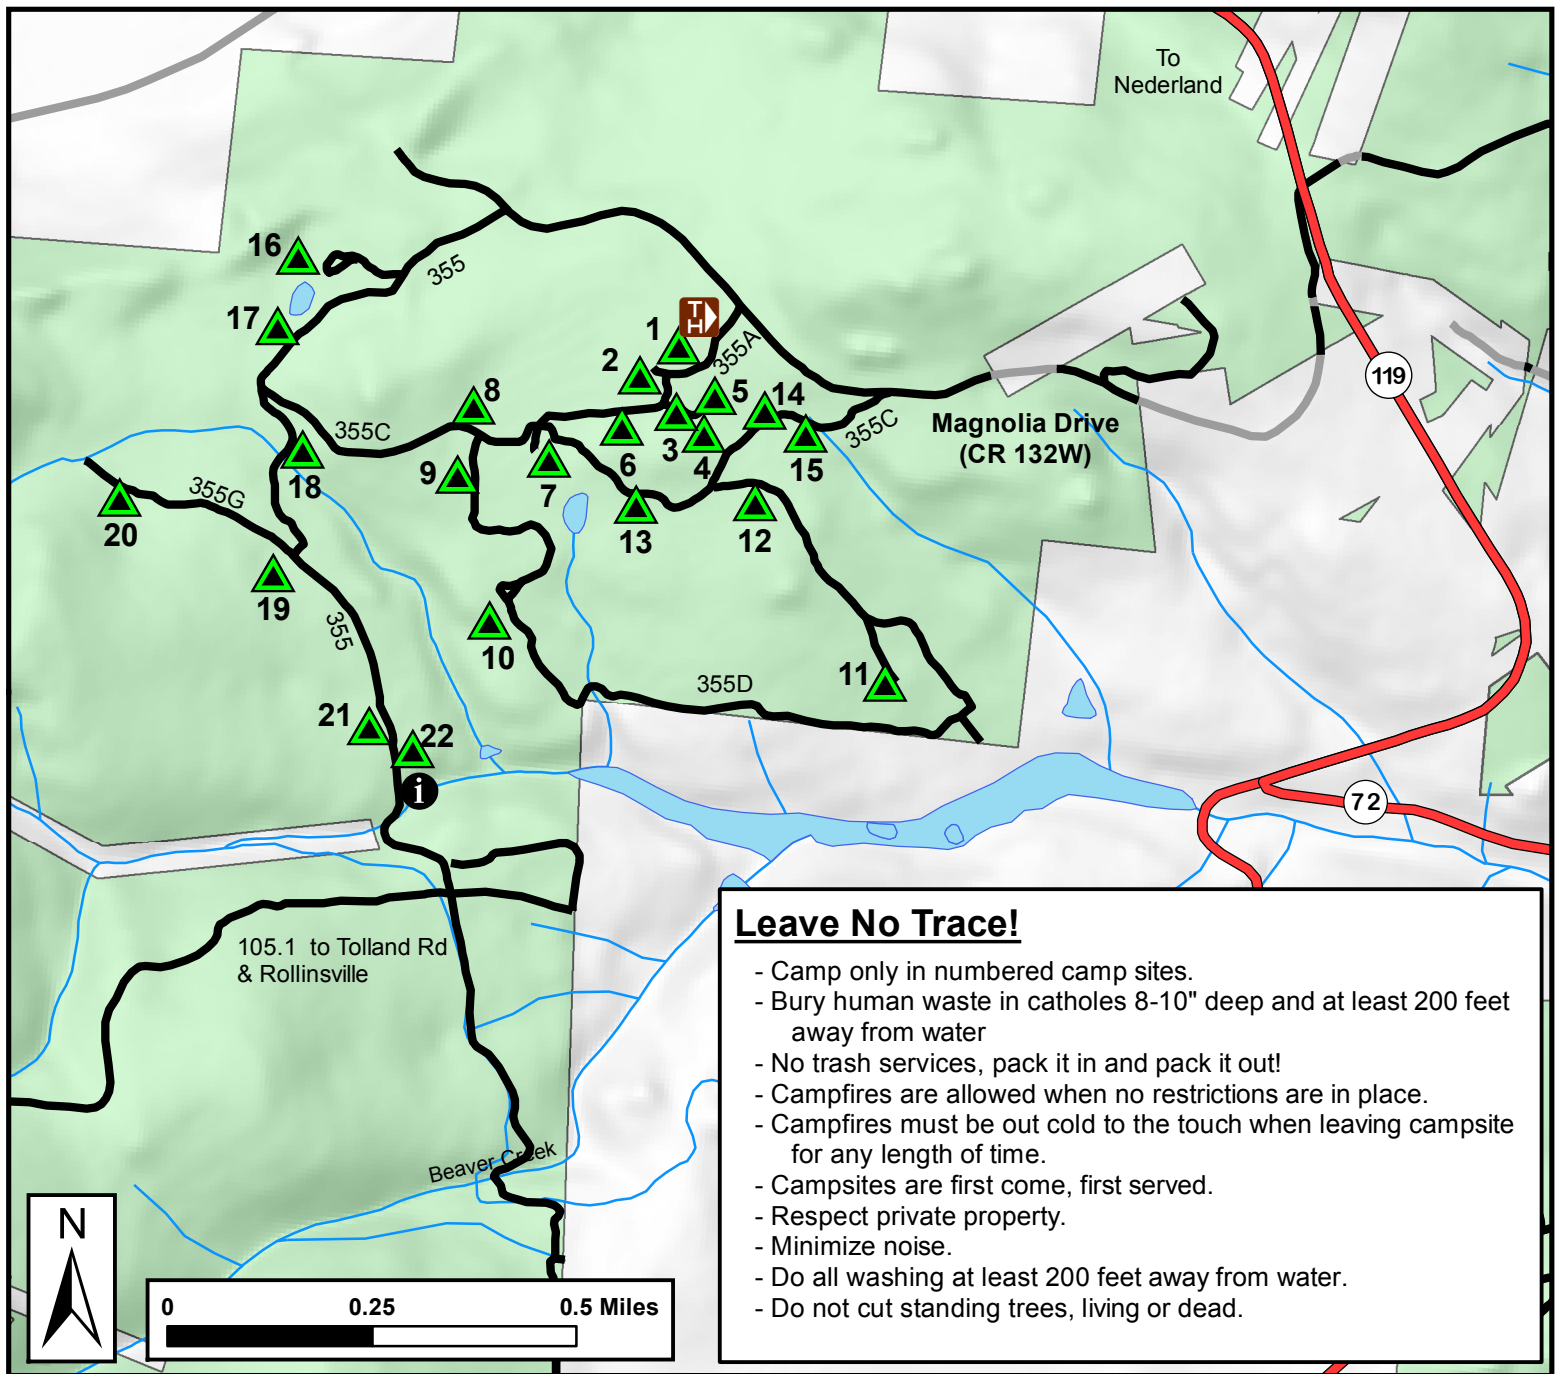 To
Nederland
16
355
17
1
TH
2
355A
119
8
5
14
355C
355C
Magnolia Drive
(CR 132W)
3
4
6
15
9
18
7
355G
20
13
12
19
355
10
11
355D
21
22
i
72
105.1 to Tolland Rd
& Rollinsville
Leave No Trace!
- Camp only in numbered camp sites.
- Bury human waste in catholes 8-10" deep and at least 200 feet
away from water
- No trash services, pack it in and pack it out!
- Campfires are allowed when no restrictions are in place.
- Campfires must be out cold to the touch when leaving campsite
for any length of time.
- Campsites are first come, first served.
- Respect private property.
- Minimize noise.
- Do all washing at least 200 feet away from water.
- Do not cut standing trees, living or dead.
Beaver Creek
N
0 0.25 0.5 Miles